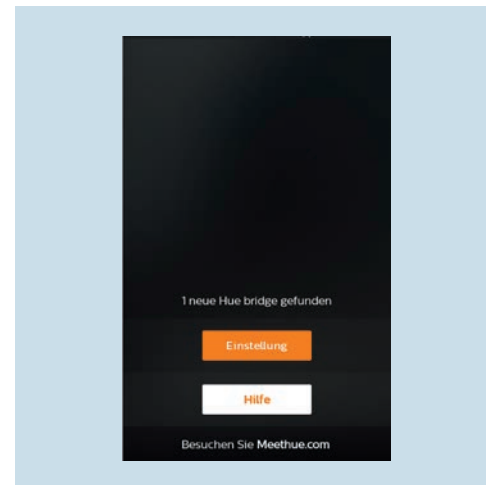 1 neue Hue bridge gefunden
Einstellung
Hilfe
Besuchen Sie Meethue.com